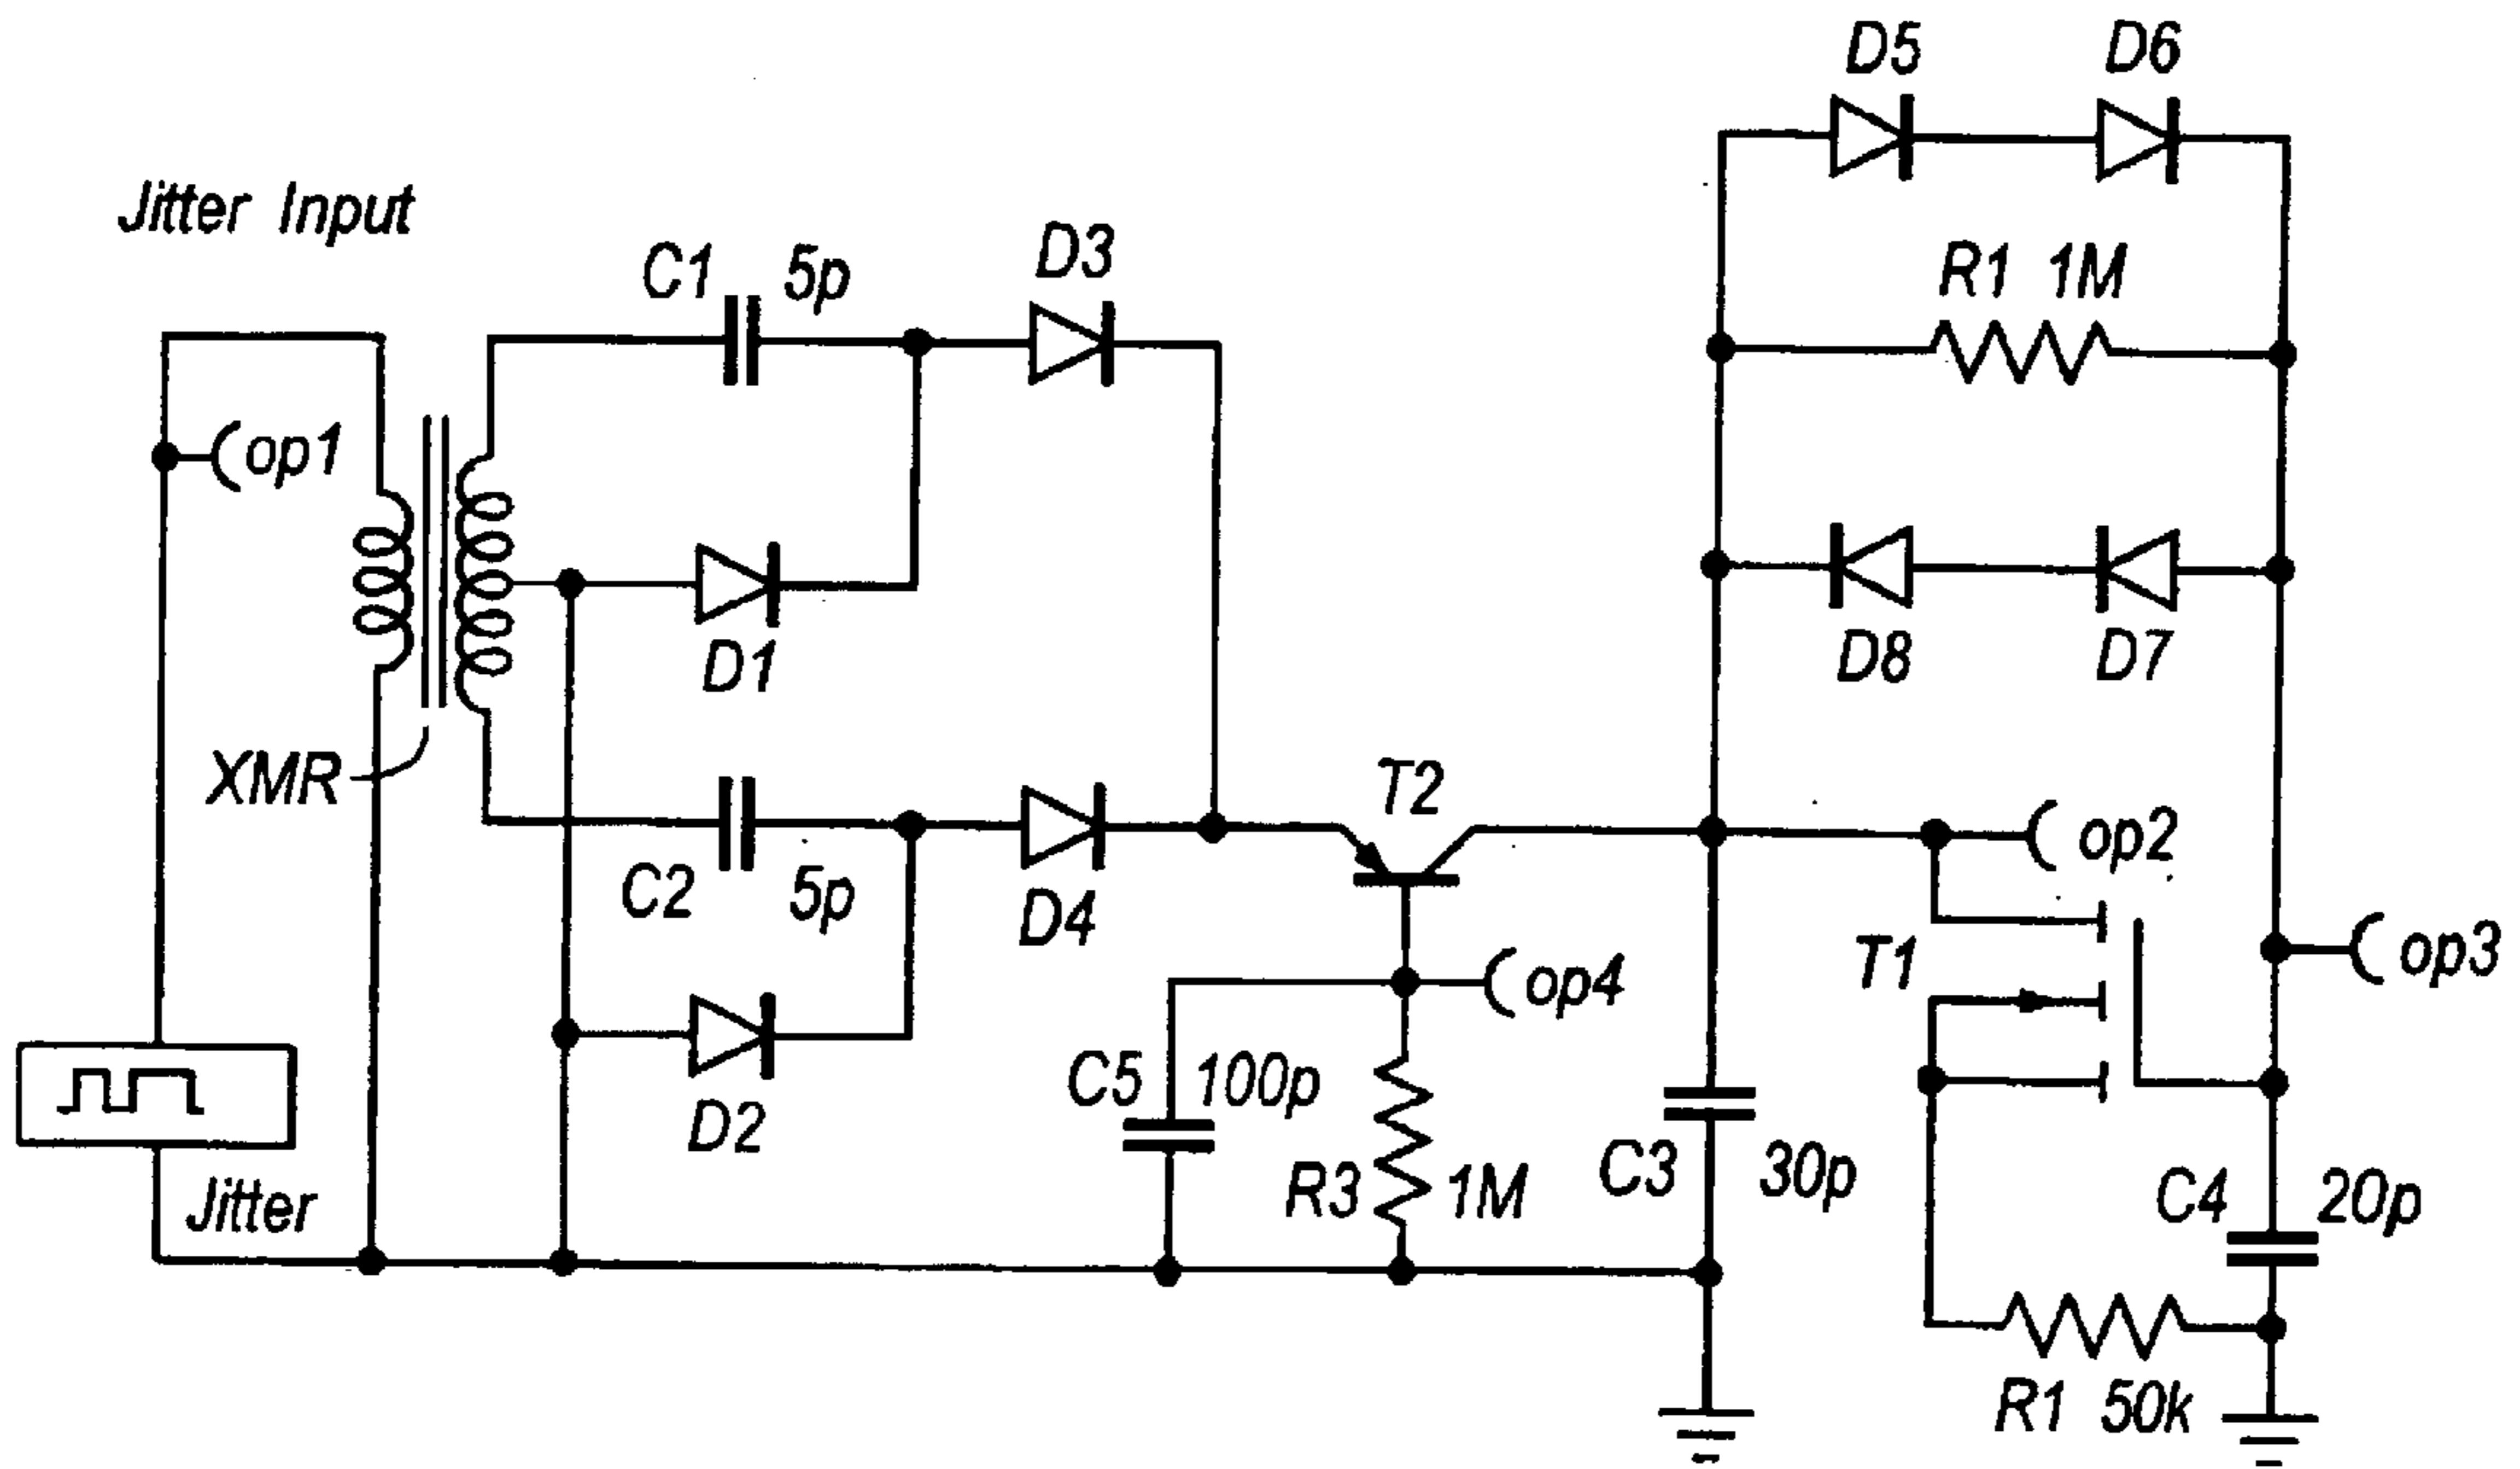 D5
D6
Jitter Input
C1 5p
D3
R1 1M
op1
D1
D8
D7
XMR
T2
op2
C2 5p
D4
T1
op3
op4
C5 100p
D2
R3 1M
C3 30p
C4 20p
Jitter
R1 50k